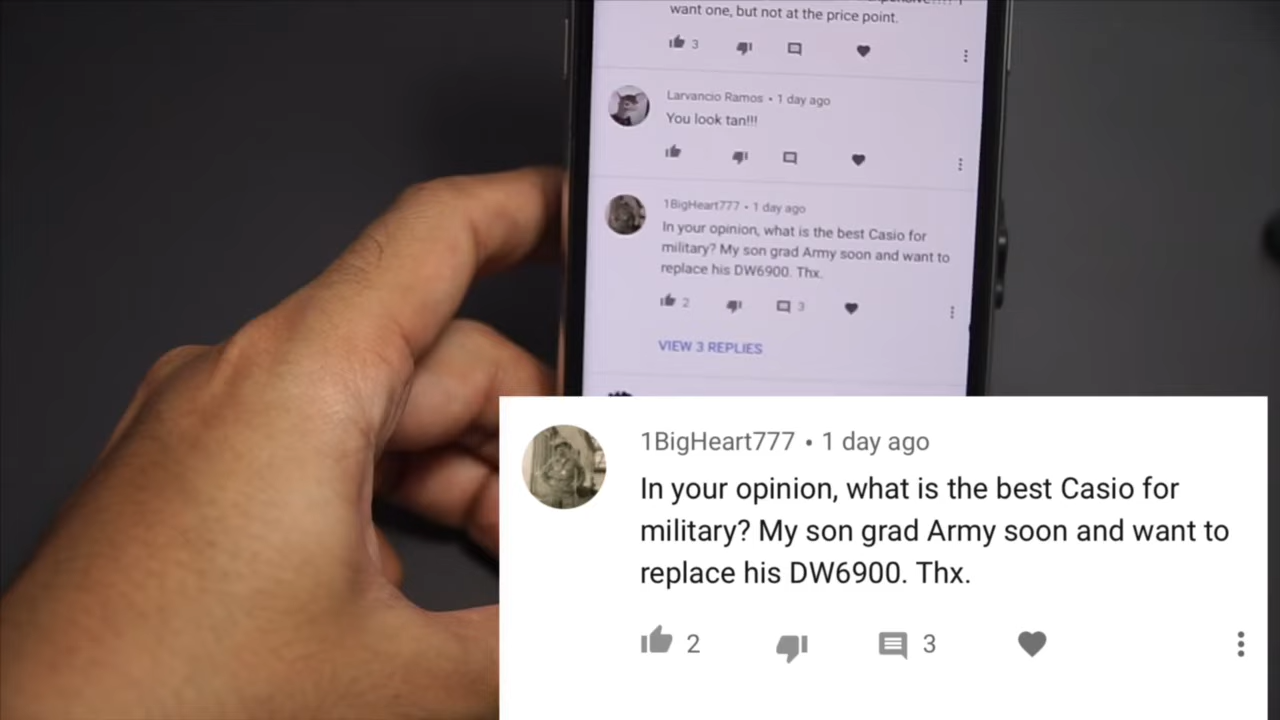 want one, but not at the price point.
3
Larvancio Ramos • 1 day ago
You look tan!!!
1BigHeart777 • 1 day ago
In your opinion, what is the best Casio for
military? My son grad Army soon and want to
replace his DW6900. Thx.
2 3
VIEW 3 REPLIES
1BigHeart777 • 1 day ago
In your opinion, what is the best Casio for
military? My son grad Army soon and want to
replace his DW6900. Thx.
2 3